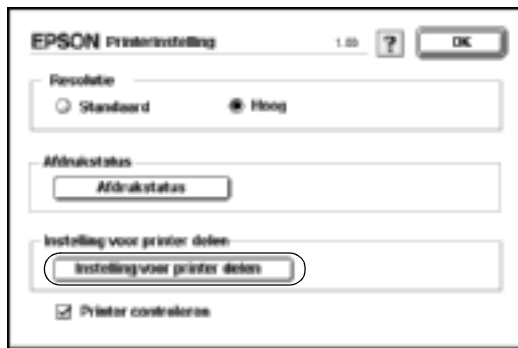 EPSON Printerinstelling 1.00 ? OK
Resolutie
Standaard Hoog
Afdrukstatus
Afdrukstatus
Instelling voor printer delen
Instelling voor printer delen
Printer controleren